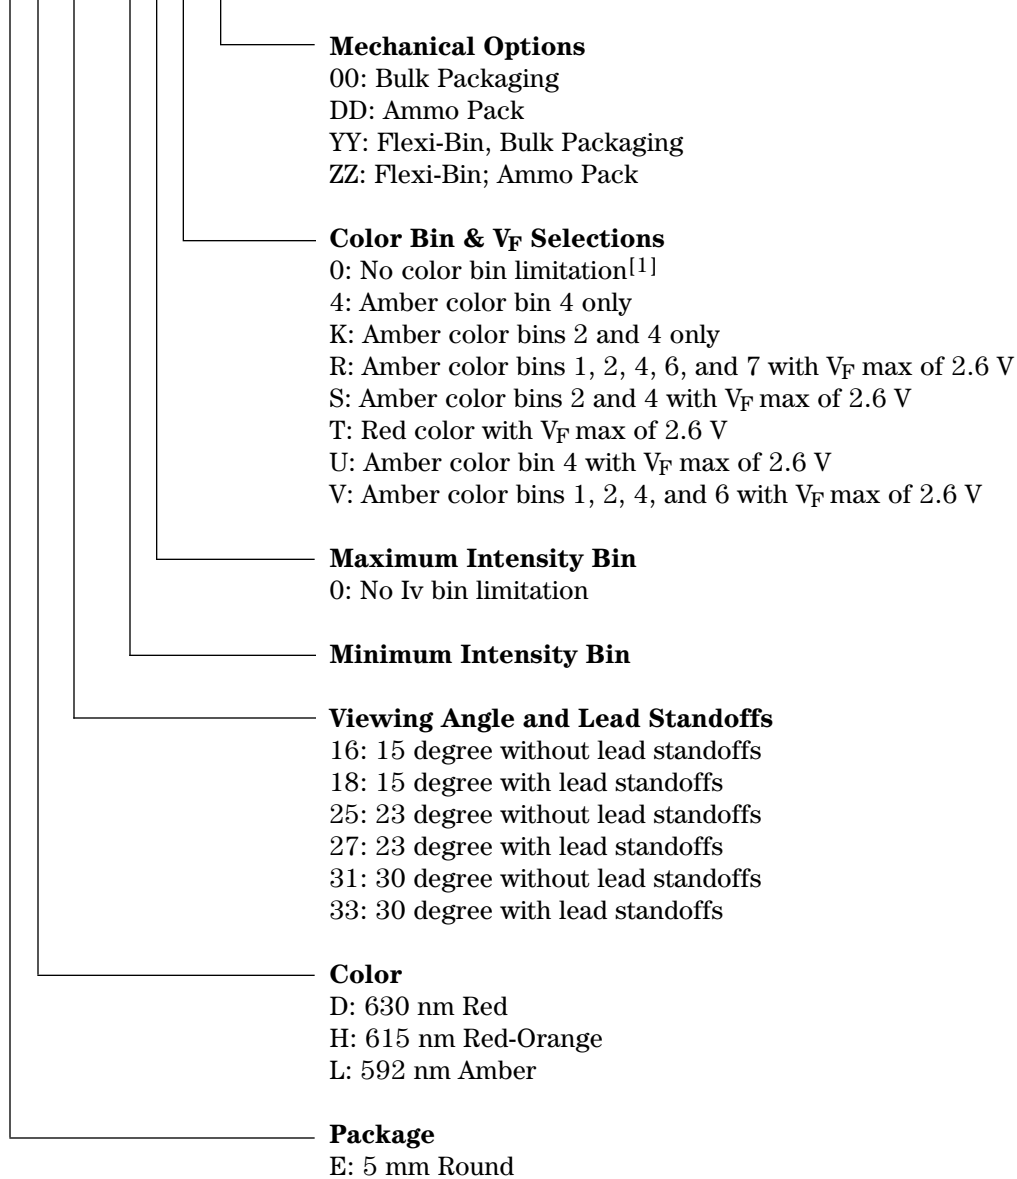 Mechanical Options
00: Bulk Packaging
DD: Ammo Pack
YY: Flexi-Bin, Bulk Packaging
ZZ: Flexi-Bin; Ammo Pack
Color Bin & VF Selections
0: No color bin limitation[1]
4: Amber color bin 4 only
K: Amber color bins 2 and 4 only
R: Amber color bins 1, 2, 4, 6, and 7 with VF max of 2.6 V
S: Amber color bins 2 and 4 with VF max of 2.6 V
T: Red color with VF max of 2.6 V
U: Amber color bin 4 with VF max of 2.6 V
V: Amber color bins 1, 2, 4, and 6 with VF max of 2.6 V
Maximum Intensity Bin
0: No Iv bin limitation
Minimum Intensity Bin
Viewing Angle and Lead Standoffs
16: 15 degree without lead standoffs
18: 15 degree with lead standoffs
25: 23 degree without lead standoffs
27: 23 degree with lead standoffs
31: 30 degree without lead standoffs
33: 30 degree with lead standoffs
Color
D: 630 nm Red
H: 615 nm Red-Orange
L: 592 nm Amber
Package
E: 5 mm Round